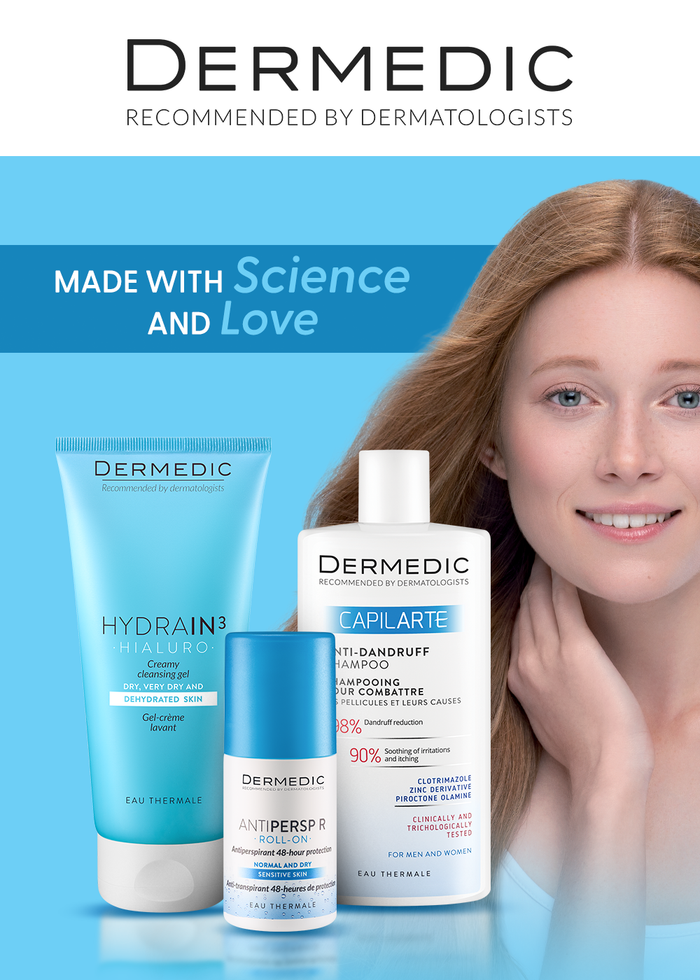 DERMEDIC
RECOMMENDED BY DERMATOLOGISTS
MADE WITH Science
AND Love
DERMEDIC
Recommended by dermatologists
HYDRAIN3
·HIALURO·
Creamy
cleansing gel
DRY, VERY DRY AND
DEHYDRATED SKIN
Gel-crème
lavant
EAU THERMALE
DERMEDIC
RECOMMENDED BY DERMATOLOGISTS
ANTIPERSP R
·ROLL-ON·
Antiperspirant 48-hour protection
NORMAL AND DRY
SENSITIVE SKIN
Anti-transpirant 48-heures de protection
EAU THERMALE
DERMEDIC
RECOMMENDED BY DERMATOLOGISTS
CAPILARTE
NTI-DANDRUFF
HAMPOO
HAMPOOING
OUR COMBATTRE
S PELLICULES ET LEURS CAUSES
98% Dandruff reduction
90% Soothing of irritations
and itching
CLOTRIMAZOLE
ZINC DERIVATIVE
PIROCTONE OLAMINE
CLINICALLY AND
TRICHOLOGICALLY
TESTED
FOR MEN AND WOMEN
EAU THERMALE